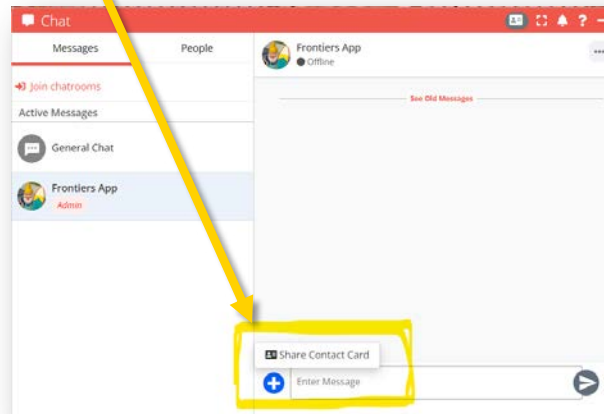 Chat
?
Messages People
Join chatrooms
Active Messages
General Chat
Frontiers App
Admin
Frontiers App
Offline
See Old Messages
Share Contact Card
Enter Message